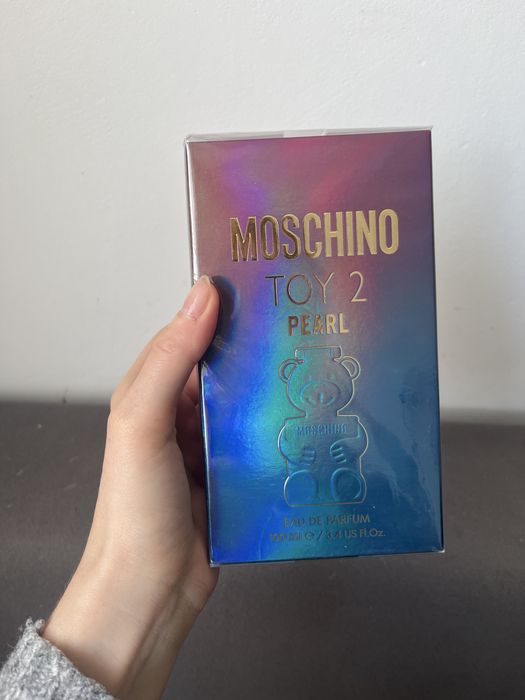 MOSCHINO
TOY 2
PEARL
MOSCHINO
EAU DE PARFUM
100 ml ℮ / 3.4 US Fl.Oz.